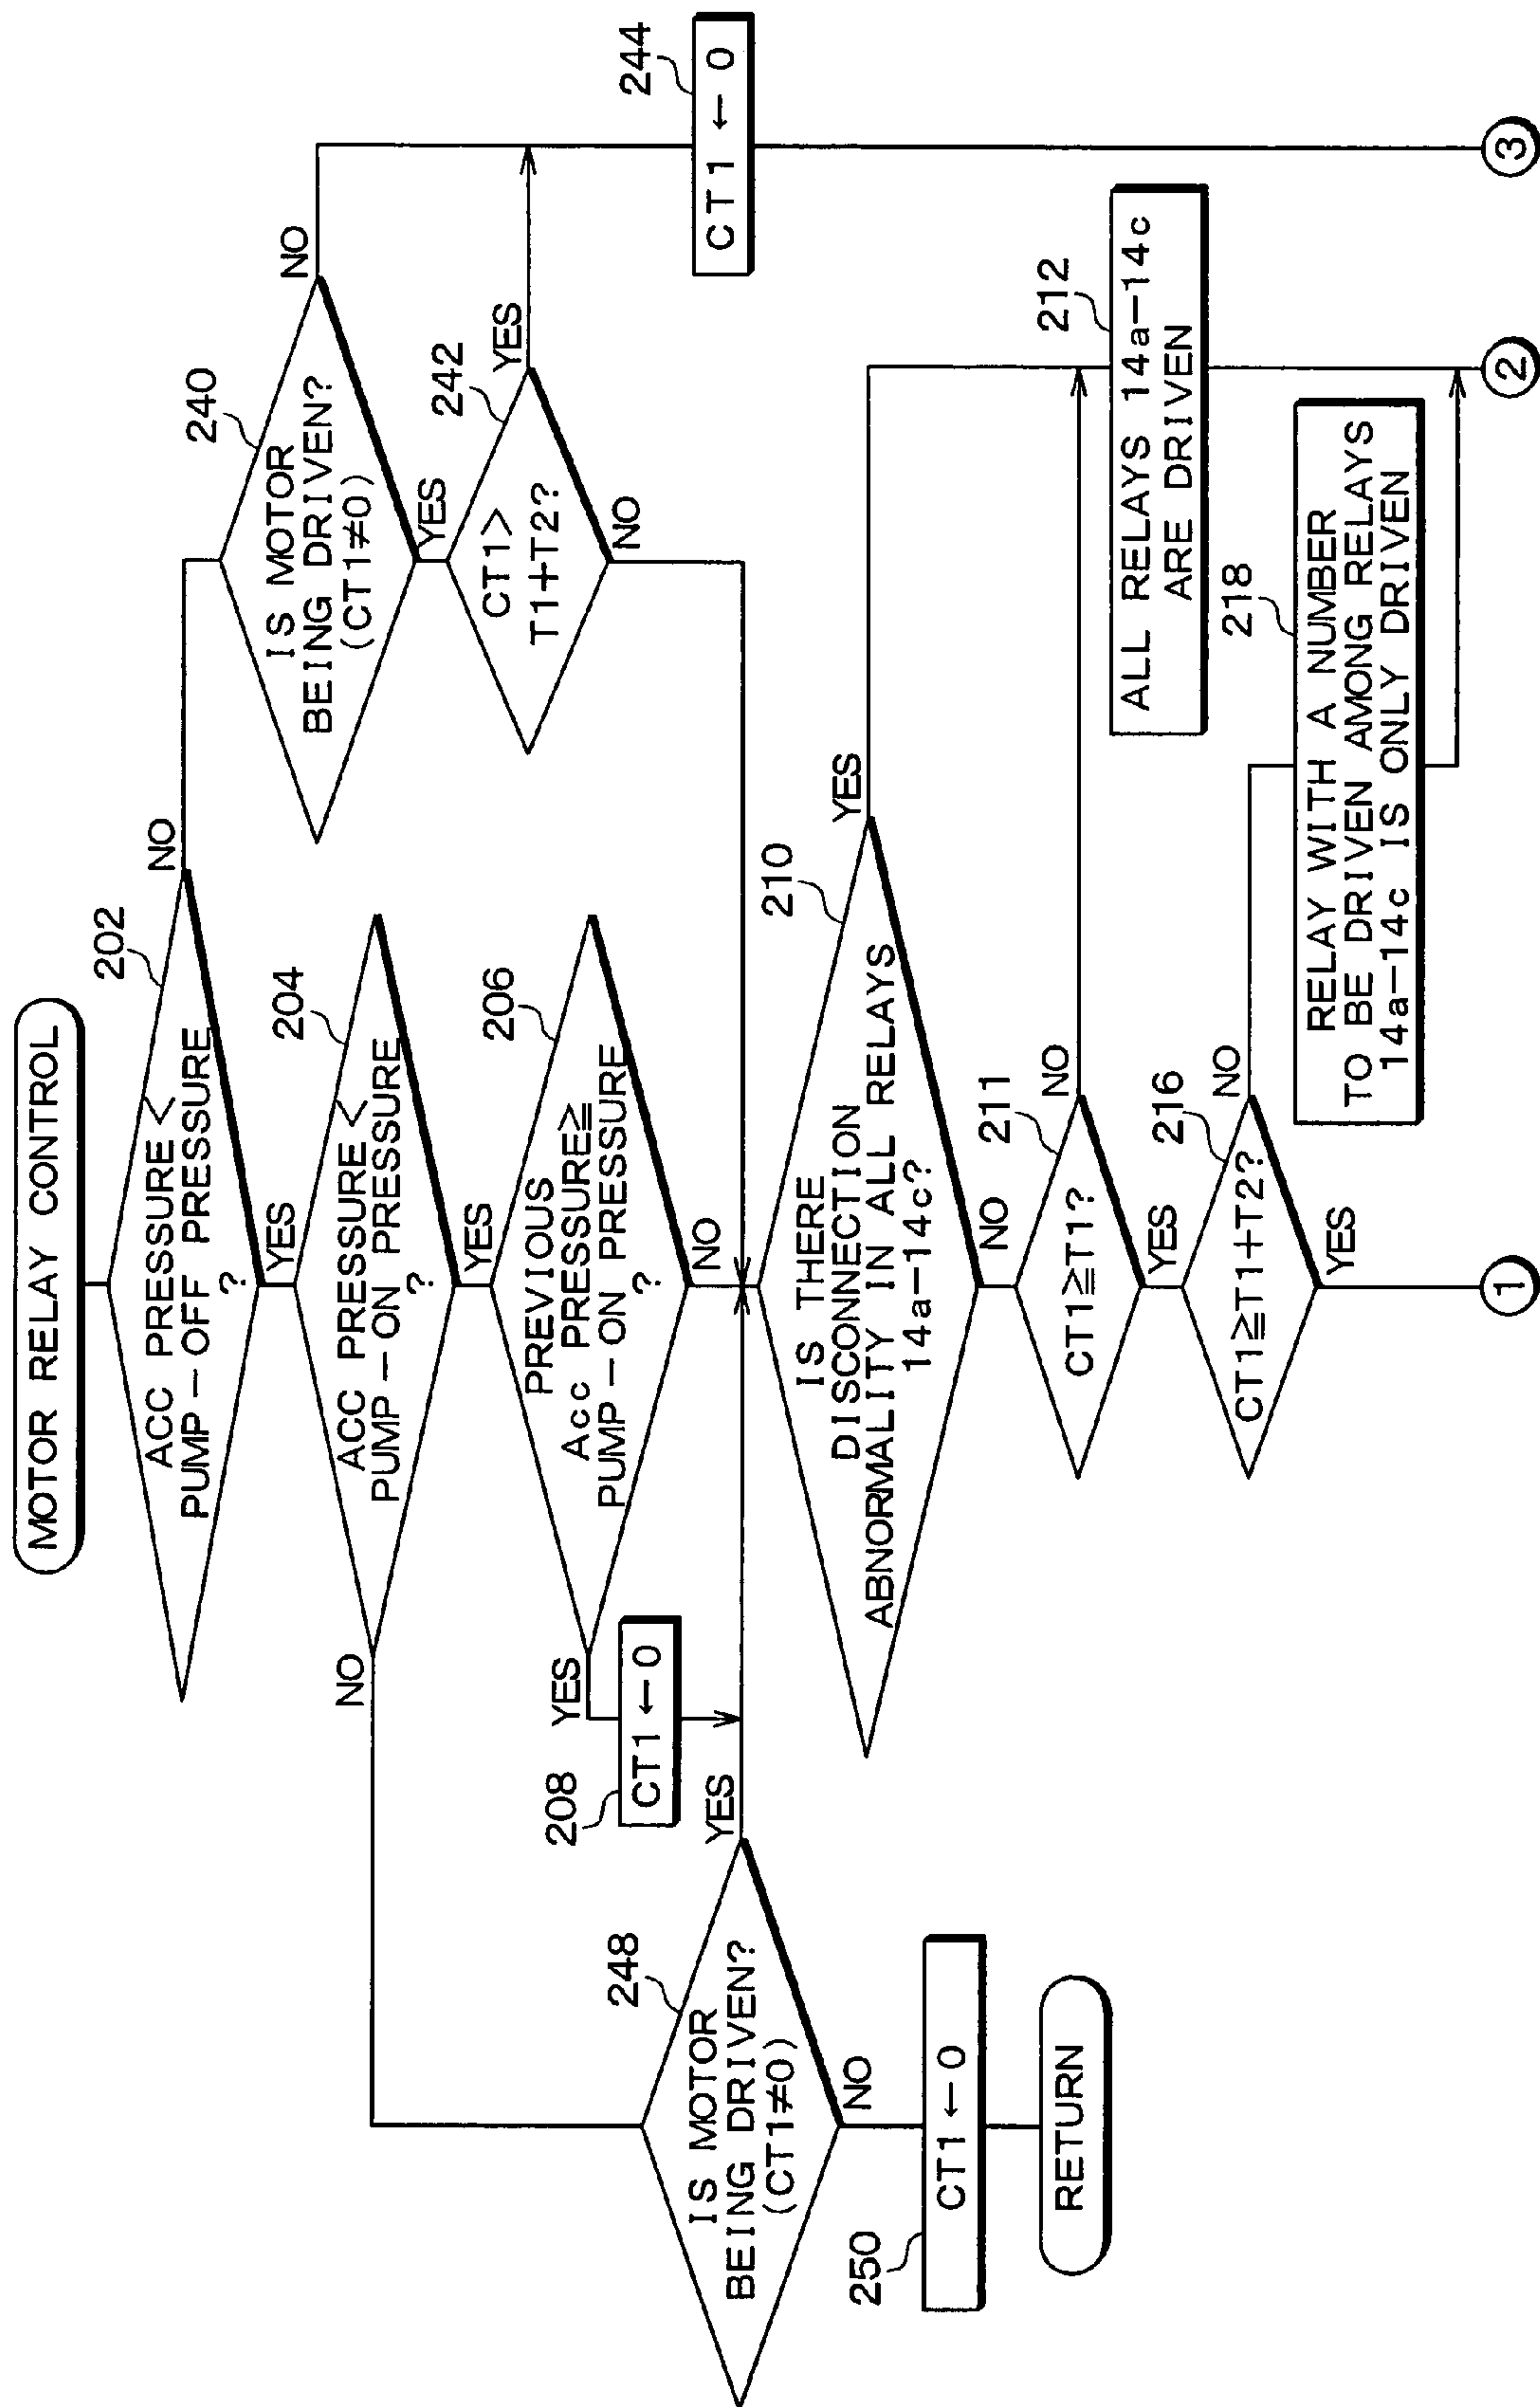 MOTOR RELAY CONTROL
202
ACC PRESSURE <
PUMP-OFF PRESSURE
?
NO
YES
204
ACC PRESSURE <
PUMP-ON PRESSURE
?
NO
YES
206
PREVIOUS
Acc PRESSURE≧
PUMP-ON PRESSURE
?
YES
NO
208
CT1 ← 0
240
IS MOTOR
BEING DRIVEN?
(CT1≠0)
NO
YES
242
CT1>
T1+T2?
YES
NO
244
CT1 ← 0
248
IS MOTOR
BEING DRIVEN?
(CT1≠0)
YES
NO
250
CT1 ← 0
RETURN
210
IS THERE
DISCONNECTION
ABNORMALITY IN ALL RELAYS
14a-14c?
YES
NO
211
CT1≧T1?
NO
YES
212
ALL RELAYS 14a-14c
ARE DRIVEN
216
CT1≧T1+T2?
NO
YES
218
RELAY WITH A NUMBER
TO BE DRIVEN AMONG RELAYS
14a-14c IS ONLY DRIVEN
1
2
3